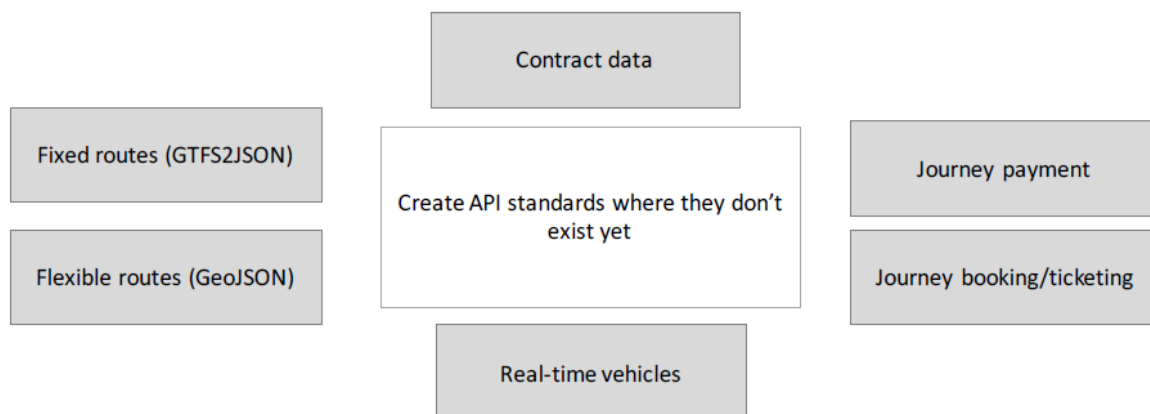 Contract data
Fixed routes (GTFS2JSON)
Journey payment
Create API standards where they don’t
exist yet
Flexible routes (GeoJSON)
Journey booking/ticketing
Real-time vehicles